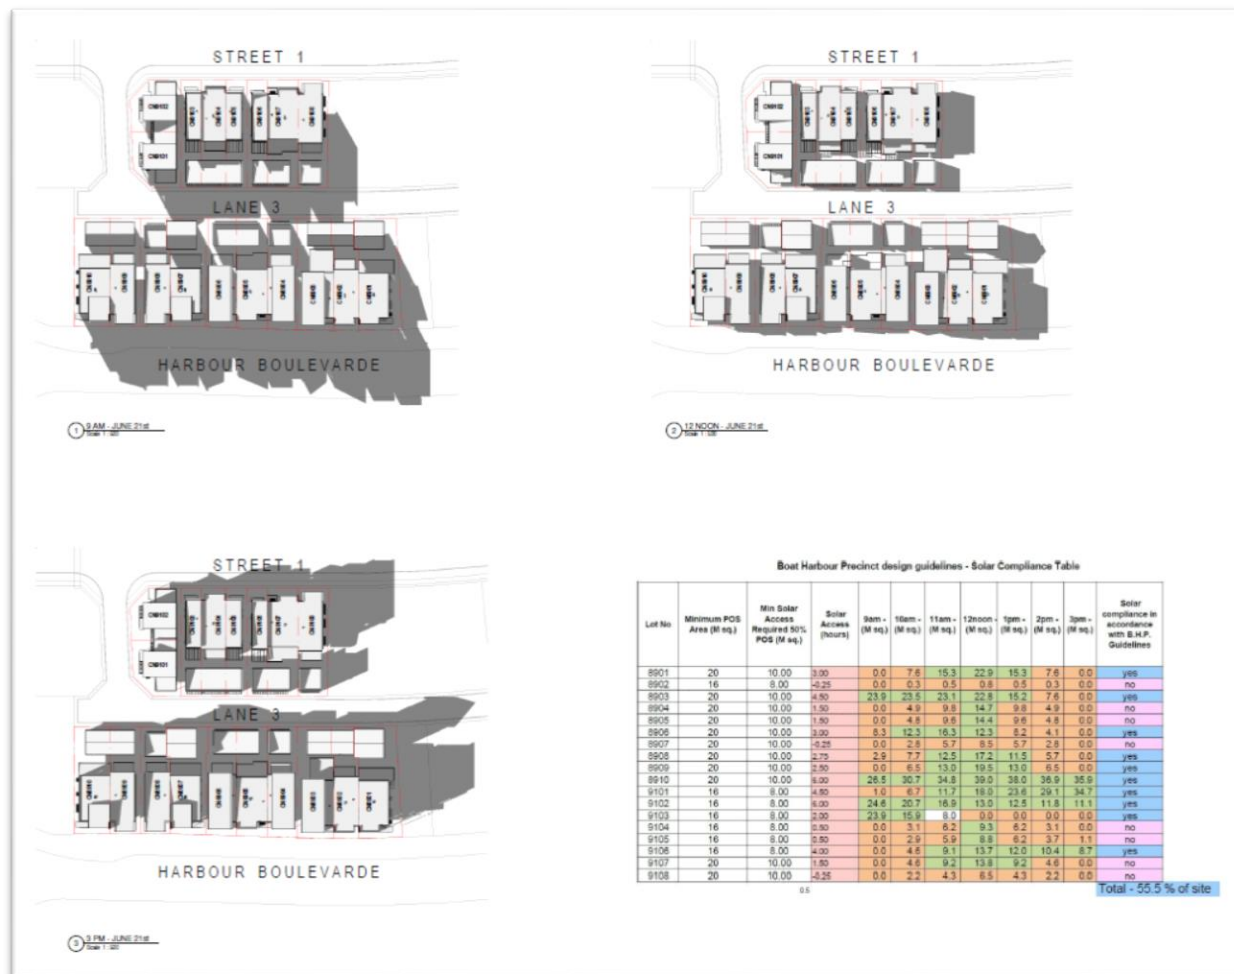 STREET 1
LANE 3
HARBOUR BOULEVARDE
1 9 AM - JUNE 21st
STREET 1
LANE 3
HARBOUR BOULEVARDE
2 12 NOON - JUNE 21st
STREET 1
LANE 3
HARBOUR BOULEVARDE
3 3 PM - JUNE 21st
Boat Harbour Precinct design guidelines - Solar Compliance Table
Lot No Minimum POS Area (M sq.) Min Solar Access Required 50% POS (M sq.) Solar Access (hours) 9am - (M sq.) 10am - (M sq.) 11am - (M sq.) 12noon - (M sq.) 1pm - (M sq.) 2pm - (M sq.) 3pm - (M sq.) Solar compliance in accordance with B.H.P. Guidelines
8901 20 10.00 3.00 0.0 7.6 15.3 22.9 15.3 7.6 0.0 yes
8902 16 8.00 -0.25 0.0 0.3 0.5 0.8 0.5 0.3 0.0 no
8903 20 10.00 4.50 23.9 23.5 23.1 22.8 15.2 7.6 0.0 yes
8904 20 10.00 1.50 0.0 4.9 9.8 14.7 9.8 4.9 0.0 no
8905 20 10.00 1.50 0.0 4.8 9.6 14.4 9.6 4.8 0.0 no
8906 20 10.00 3.00 8.3 12.3 16.3 12.3 8.2 4.1 0.0 yes
8907 20 10.00 -0.25 0.0 2.8 5.7 8.5 5.7 2.8 0.0 no
8908 20 10.00 2.75 2.9 7.7 12.5 17.2 11.5 5.7 0.0 yes
8909 20 10.00 2.50 0.0 6.5 13.0 19.5 13.0 6.5 0.0 yes
8910 20 10.00 6.00 26.5 30.7 34.8 39.0 38.0 36.9 35.9 yes
9101 16 8.00 4.50 1.0 6.7 11.7 18.0 23.6 29.1 34.7 yes
9102 16 8.00 6.00 24.6 20.7 16.9 13.0 12.5 11.8 11.1 yes
9103 16 8.00 2.00 23.9 15.9 8.0 0.0 0.0 0.0 0.0 yes
9104 16 8.00 0.50 0.0 3.1 6.2 9.3 6.2 3.1 0.0 no
9105 16 8.00 0.50 0.0 2.9 5.9 8.8 6.2 3.7 1.1 no
9106 16 8.00 4.00 0.0 4.6 9.1 13.7 12.0 10.4 8.7 yes
9107 20 10.00 1.50 0.0 4.6 9.2 13.8 9.2 4.6 0.0 no
9108 20 10.00 -0.25 0.0 2.2 4.3 6.5 4.3 2.2 0.0 no
0.5
Total - 55.5 % of site